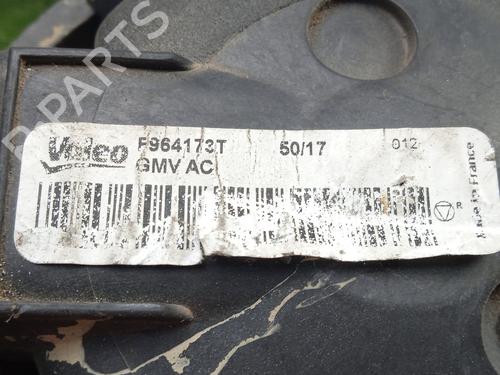 B-PARTS
Valeo F964173T 50/17 012
GMV AC
R
Made in France